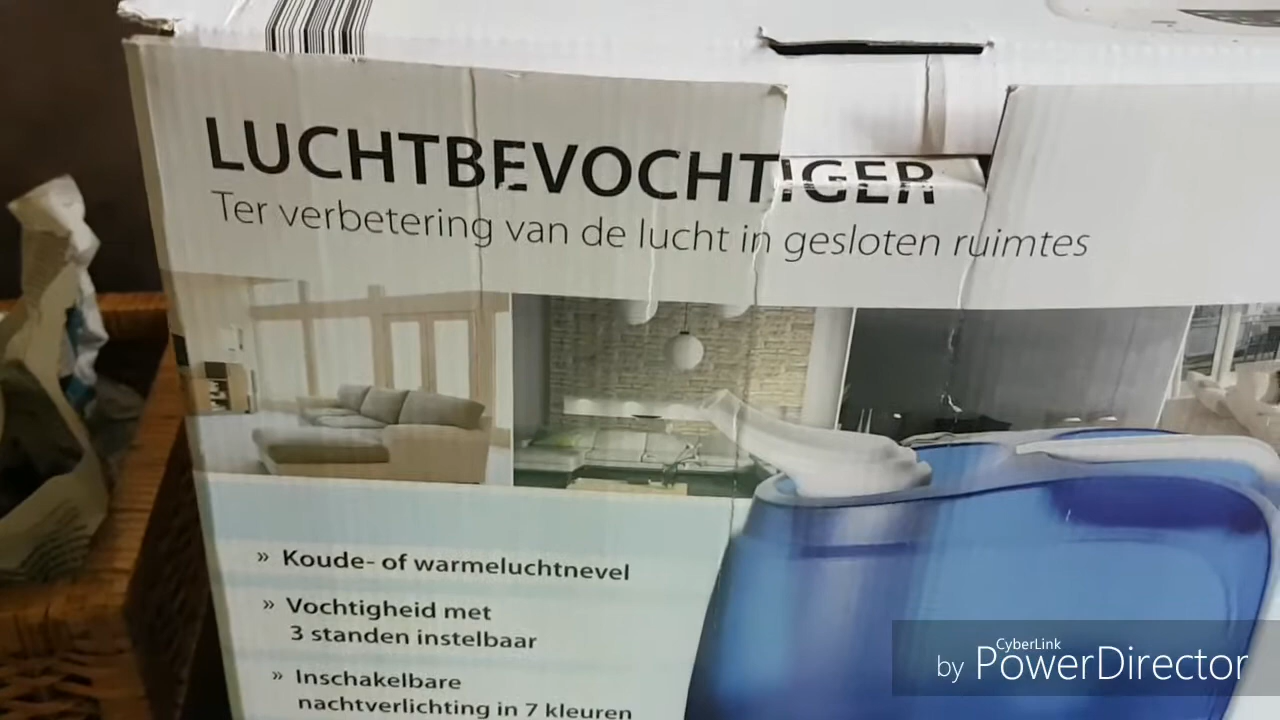 LUCHTBEVOCHTIGER
Ter verbetering van de lucht in gesloten ruimtes
» Koude- of warmeluchtnevel
» Vochtigheid met
3 standen instelbaar
» Inschakelbare
nachtverlichting in 7 kleuren
CyberLink
by PowerDirector